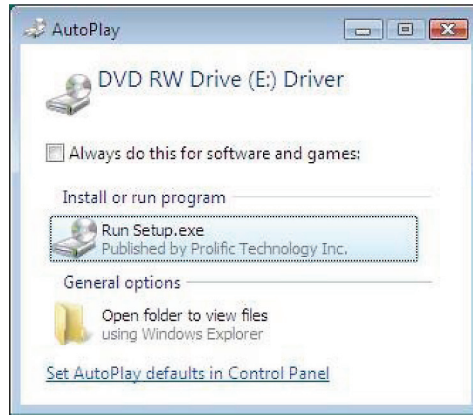 AutoPlay
DVD RW Drive (E:) Driver
Always do this for software and games:
Install or run program
Run Setup.exe
Published by Prolific Technology Inc.
General options
Open folder to view files
using Windows Explorer
Set AutoPlay defaults in Control Panel